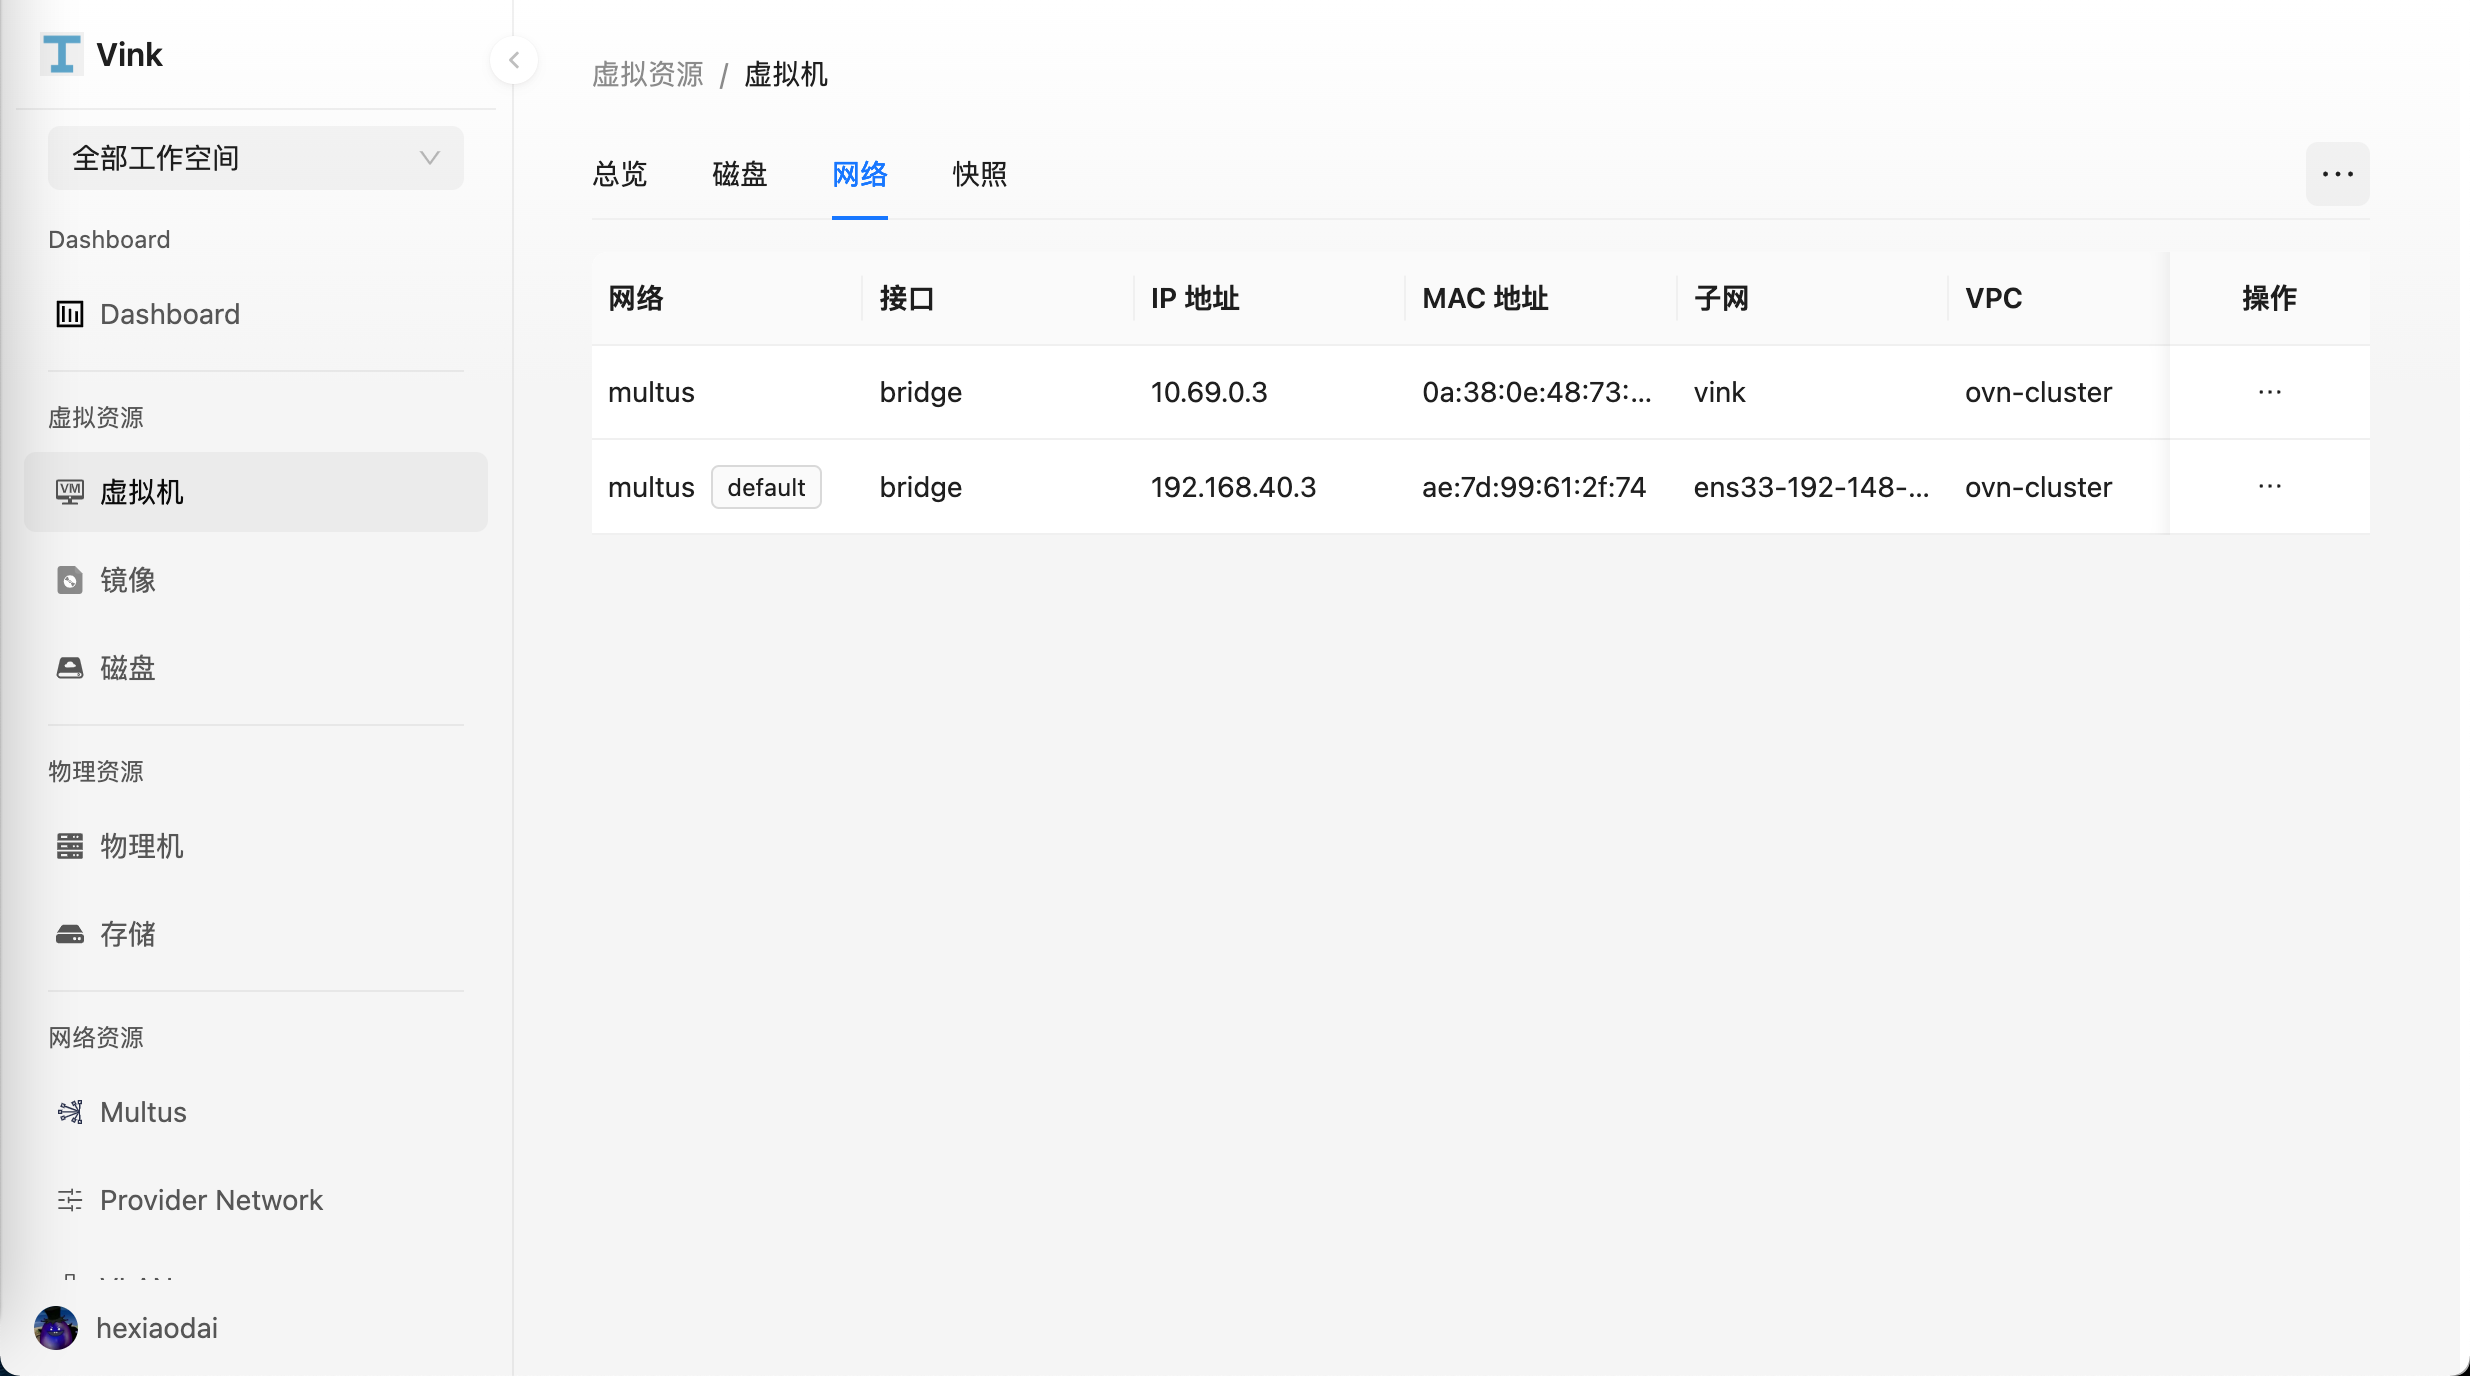 Vink
全部工作空间
Dashboard
Dashboard
虚拟资源
虚拟机
镜像
磁盘
物理资源
物理机
存储
网络资源
Multus
Provider Network
hexiaodai
虚拟资源 / 虚拟机
总览 磁盘 网络 快照
网络 接口 IP 地址 MAC 地址 子网 VPC 操作
multus bridge 10.69.0.3 0a:38:0e:48:73:... vink ovn-cluster
multus default bridge 192.168.40.3 ae:7d:99:61:2f:74 ens33-192-148-... ovn-cluster